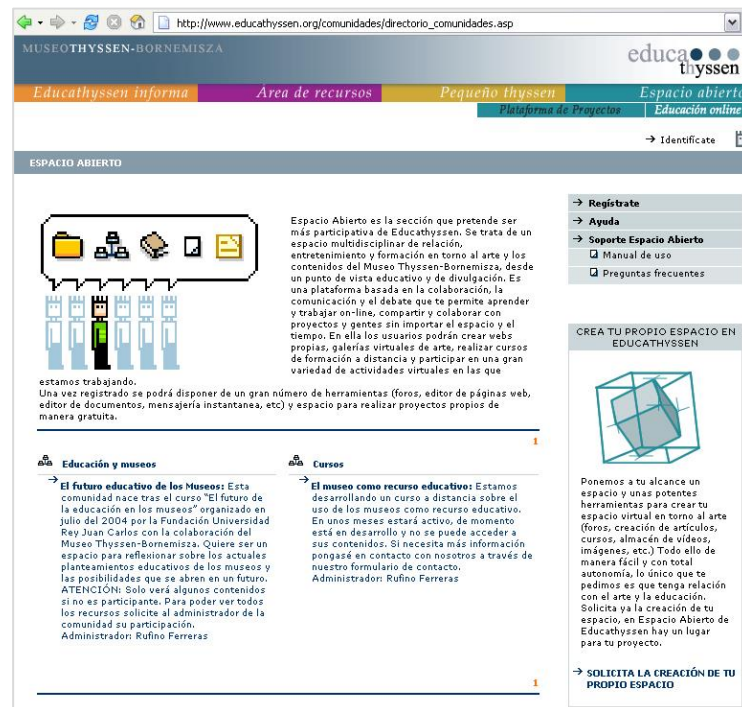 http://www.educathyssen.org/comunidades/directorio_comunidades.asp
MUSEOTHYSSEN-BORNEMISZA
educa
thyssen
Educathyssen informa
Área de recursos
Pequeño thyssen
Espacio abierto
Plataforma de Proyectos
Educación online
Identifícate
ESPACIO ABIERTO
Espacio Abierto es la sección que pretende ser
más participativa de Educathyssen. Se trata de un
espacio multidisciplinar de relación,
entretenimiento y formación en torno al arte y los
contenidos del Museo Thyssen-Bornemisza, desde
un punto de vista educativo y de divulgación. Es
una plataforma basada en la colaboración, la
comunicación y el debate que te permite aprender
y trabajar on-line, compartir y colaborar con
proyectos y gentes sin importar el espacio y el
tiempo. En ella los usuarios podrán crear webs
propias, galerías virtuales de arte, realizar cursos
de formación a distancia y participar en una gran
variedad de actividades virtuales en las que
estamos trabajando.
Una vez registrado se podrá disponer de un gran número de herramientas (foros, editor de páginas web,
editor de documentos, mensajería instantanea, etc) y espacio para realizar proyectos propios de
manera gratuita.
1
Educación y museos
El futuro educativo de los Museos: Esta
comunidad nace tras el curso "El futuro de
la educación en los museos" organizado en
julio del 2004 por la Fundación Universidad
Rey Juan Carlos con la colaboración del
Museo Thyssen-Bornemisza. Quiere ser un
espacio para reflexionar sobre los actuales
planteamientos educativos de los museos y
las posibilidades que se abren en un futuro.
ATENCIÓN: Solo verá algunos contenidos
si no es participante. Para poder ver todos
los recursos solicite al administrador de la
comunidad su participación.
Administrador: Rufino Ferreras
Cursos
El museo como recurso educativo: Estamos
desarrollando un curso a distancia sobre el
uso de los museos como recurso educativo.
En unos meses estará activo, de momento
está en desarrollo y no se puede acceder a
sus contenidos. Si necesita más información
pongasé en contacto con nosotros a través de
nuestro formulario de contacto.
Administrador: Rufino Ferreras
1
Regístrate
Ayuda
Soporte Espacio Abierto
Manual de uso
Preguntas frecuentes
CREA TU PROPIO ESPACIO EN
EDUCATHYSSEN
Ponemos a tu alcance un
espacio y unas potentes
herramientas para crear tu
espacio virtual en torno al arte
(foros, creación de artículos,
cursos, almacén de vídeos,
imágenes, etc.) Todo ello de
manera fácil y con total
autonomía, lo único que te
pedimos es que tenga relación
con el arte y la educación.
Solicita ya la creación de tu
espacio, en Espacio Abierto de
Educathyssen hay un lugar
para tu proyecto.
SOLICITA LA CREACIÓN DE TU
PROPIO ESPACIO